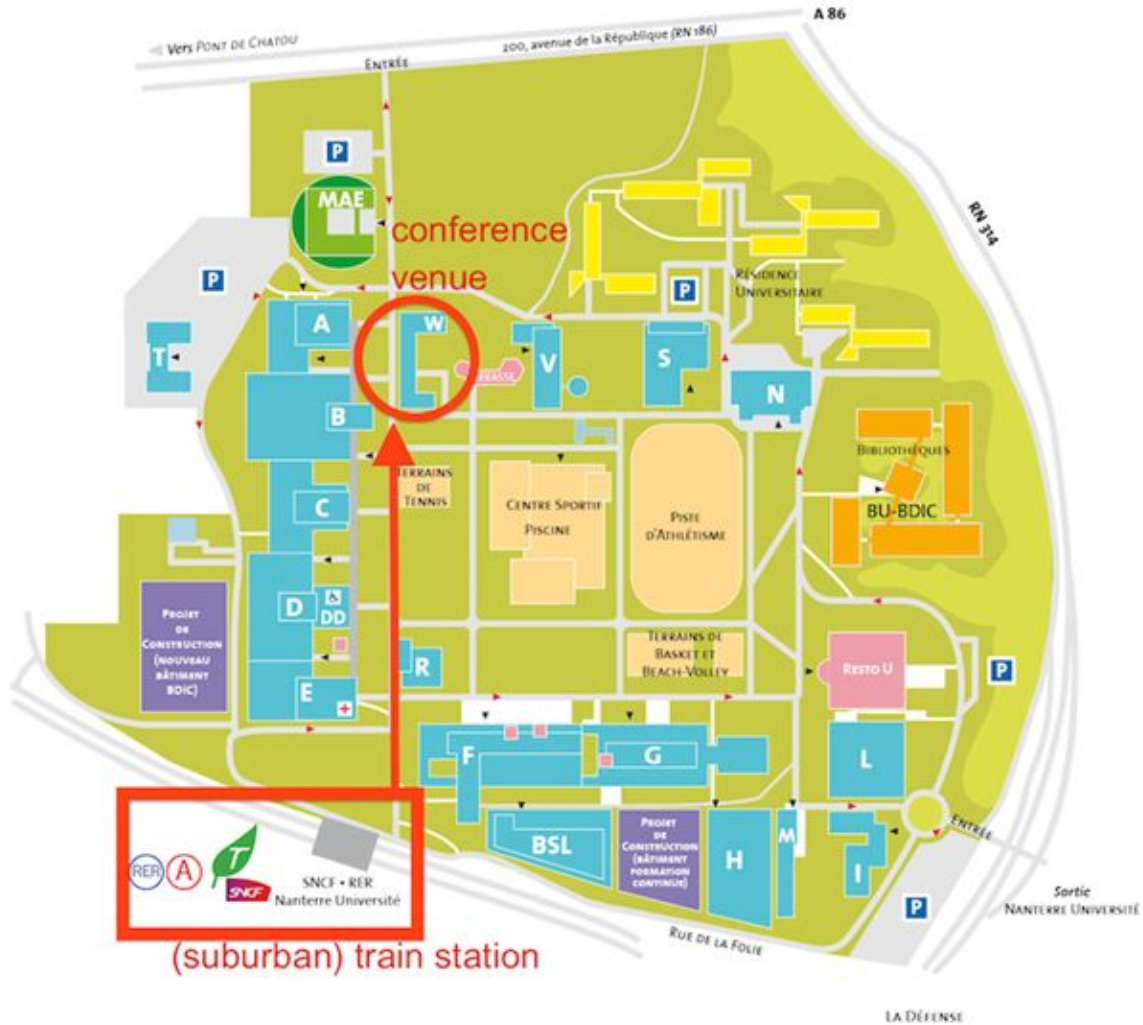 A 86
Vers PONT DE CHATOU
200, avenue de la République (RN 186)
ENTRÉE
P
MAE
conference
venue
RN 314
P
P
RÉSIDENCE
UNIVERSITAIRE
A
W
T
V
S
N
B
TERRAINS
DE
TENNIS
CENTRE SPORTIF
PISCINE
PISTE
D'ATHLÉTISME
BIBLIOTHÈQUES
BU-BDIC
C
D
DD
PROJET
DE
CONSTRUCTION
(NOUVEAU
BÂTIMENT
BDIC)
TERRAINS DE
BASKET ET
BEACH-VOLLEY
R
RESTO U
P
E
F
G
L
BSL
PROJET
DE
CONSTRUCTION
(BÂTIMENT
FORMATION
CONTINUE)
H
M
I
ENTRÉE
RER
A
T
SNCF
SNCF • RER
Nanterre Université
P
Sortie
NANTERRE UNIVERSITÉ
RUE DE LA FOLIE
(suburban) train station
LA DÉFENSE